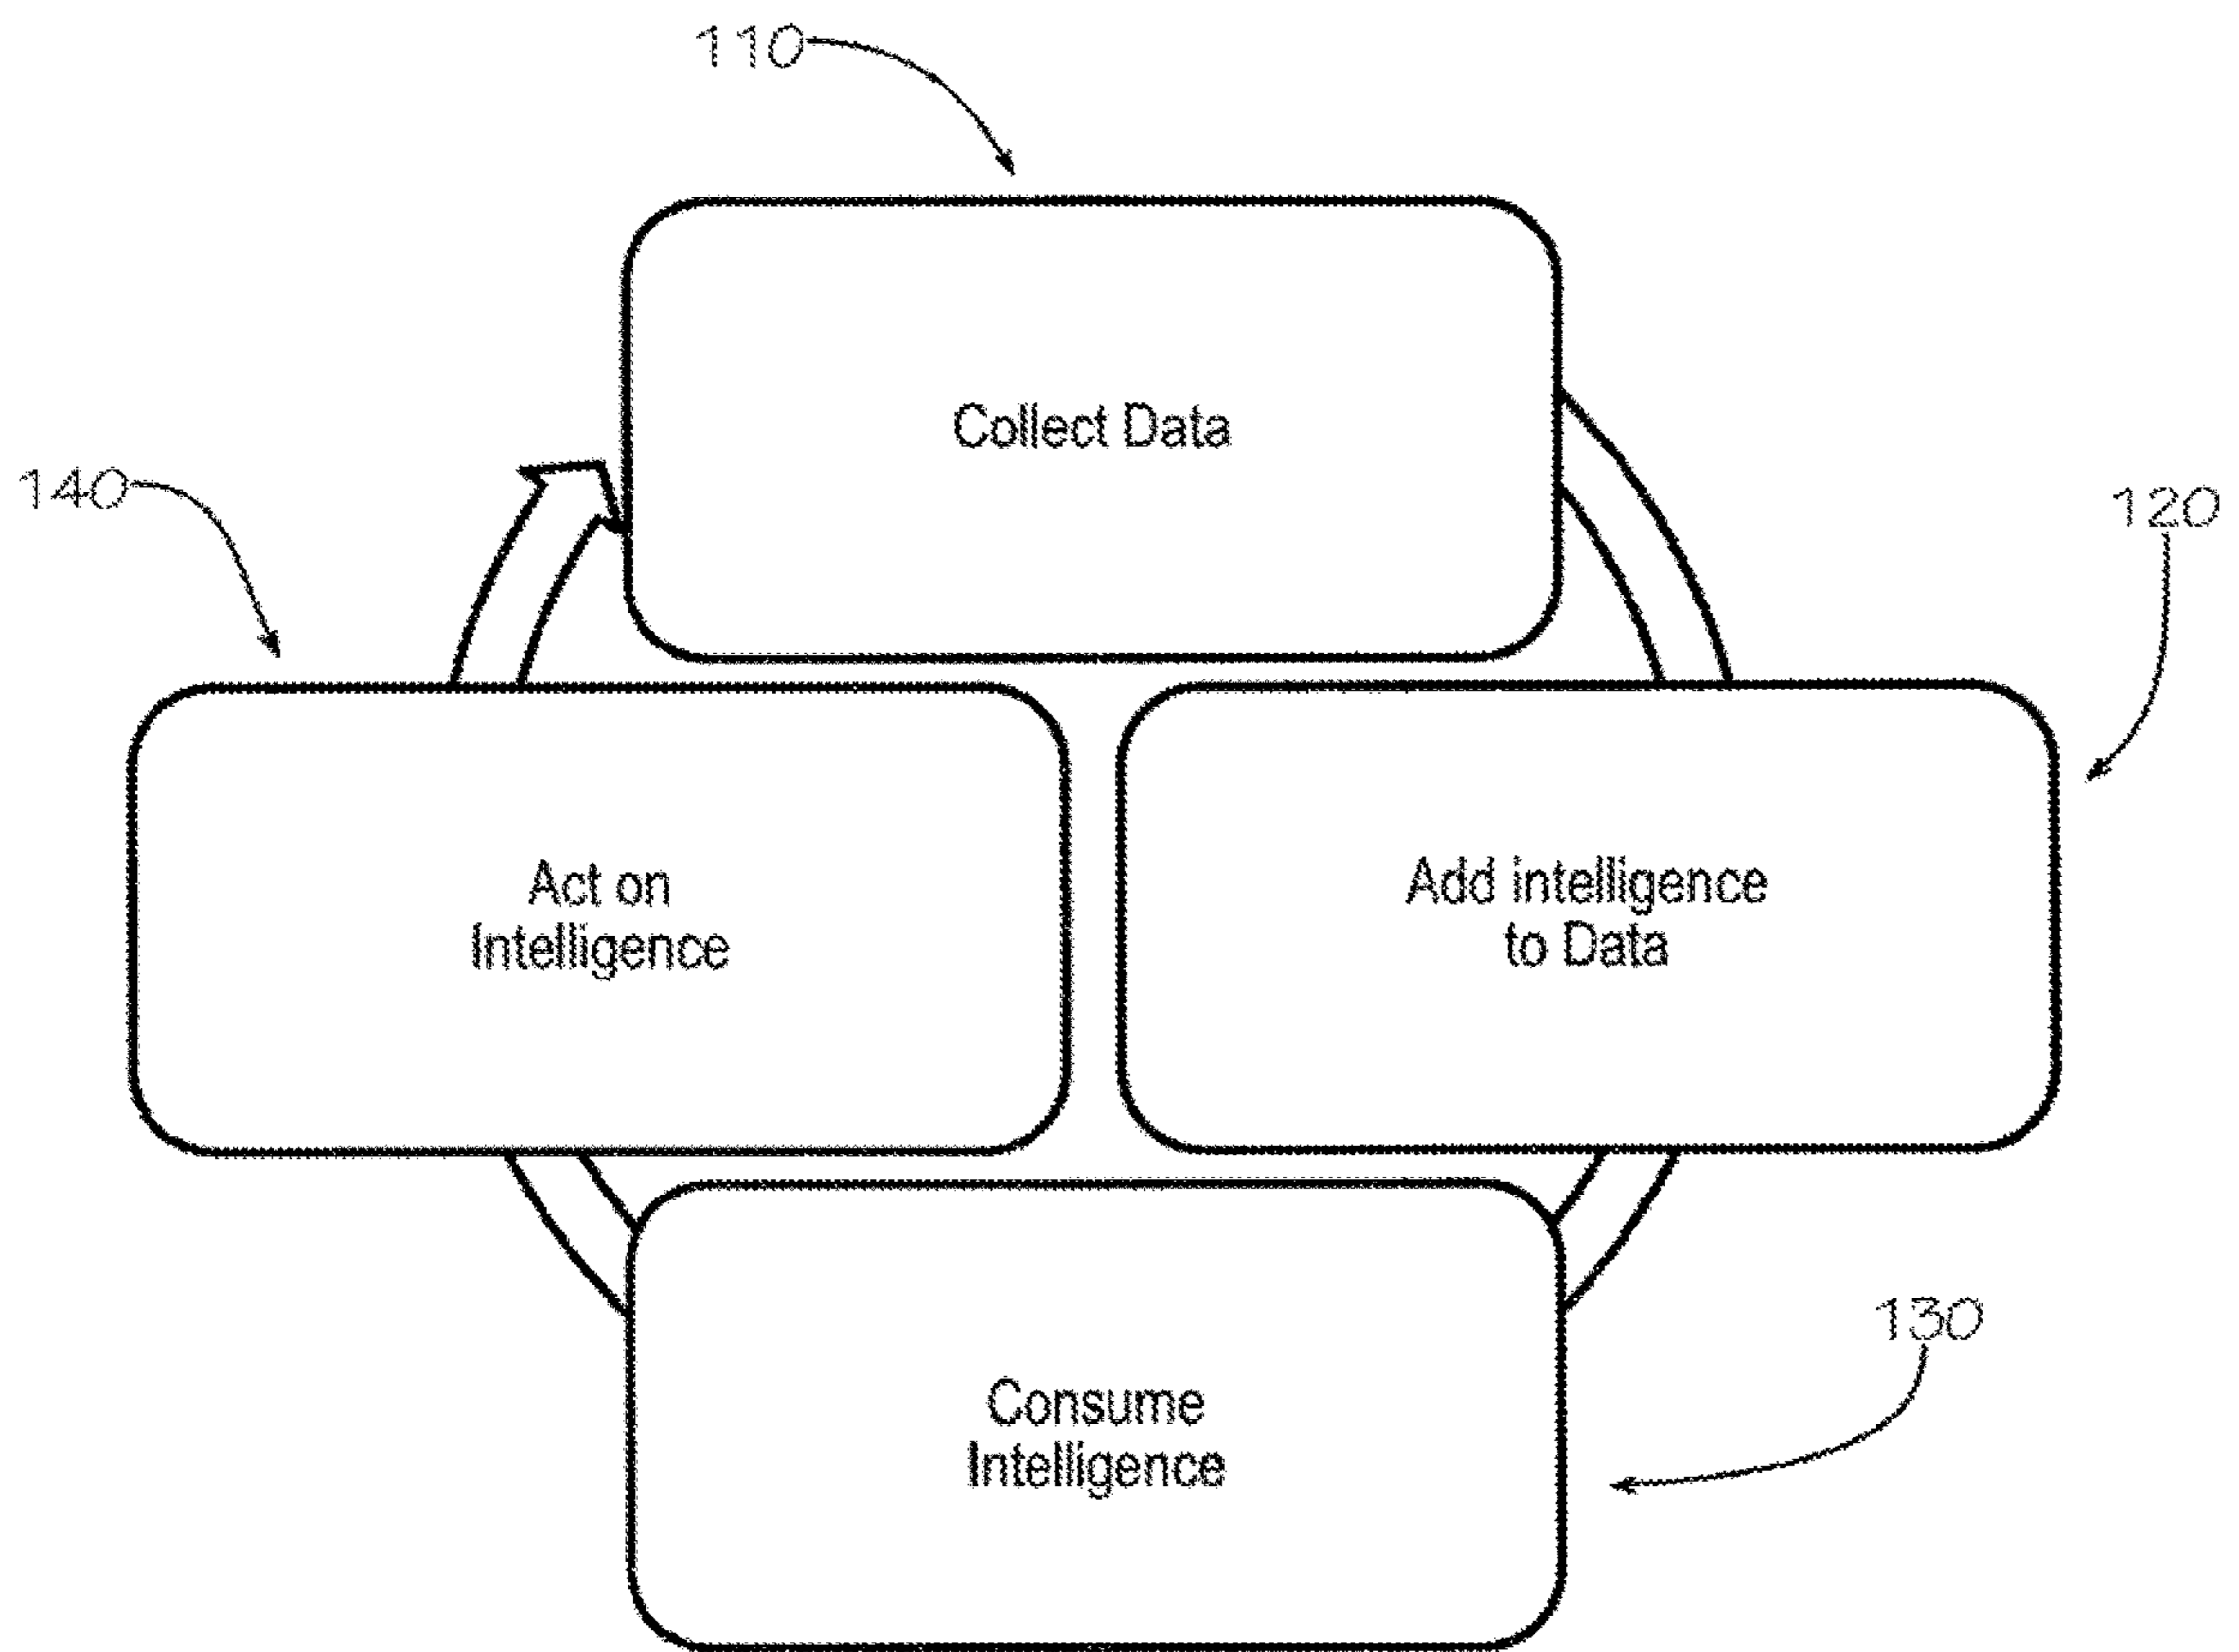 110
Collect Data
140
120
Act on
Intelligence
Add intelligence
to Data
130
Consume
Intelligence